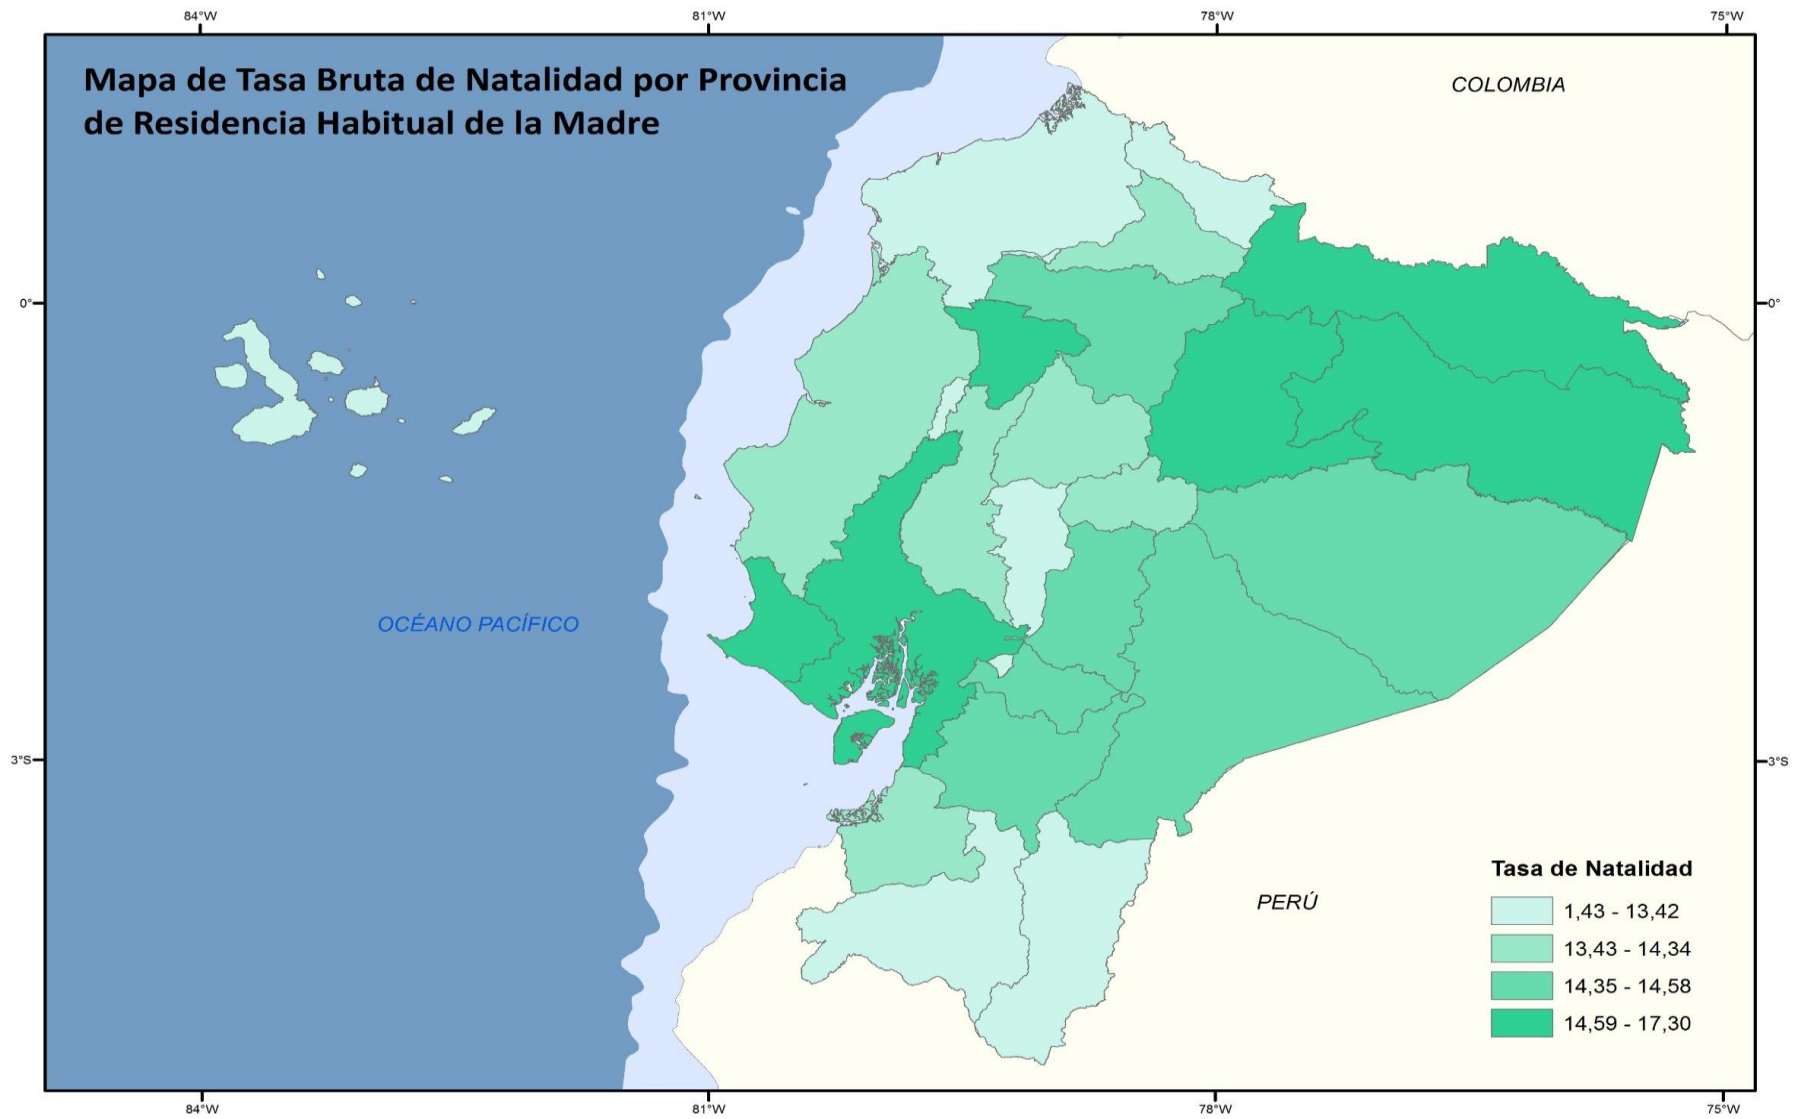 84°W 81°W 78°W 75°W
Mapa de Tasa Bruta de Natalidad por Provincia
de Residencia Habitual de la Madre
COLOMBIA
0° 0°
OCÉANO PACÍFICO
3°S 3°S
PERÚ
Tasa de Natalidad
1,43 - 13,42
13,43 - 14,34
14,35 - 14,58
14,59 - 17,30
84°W 81°W 78°W 75°W